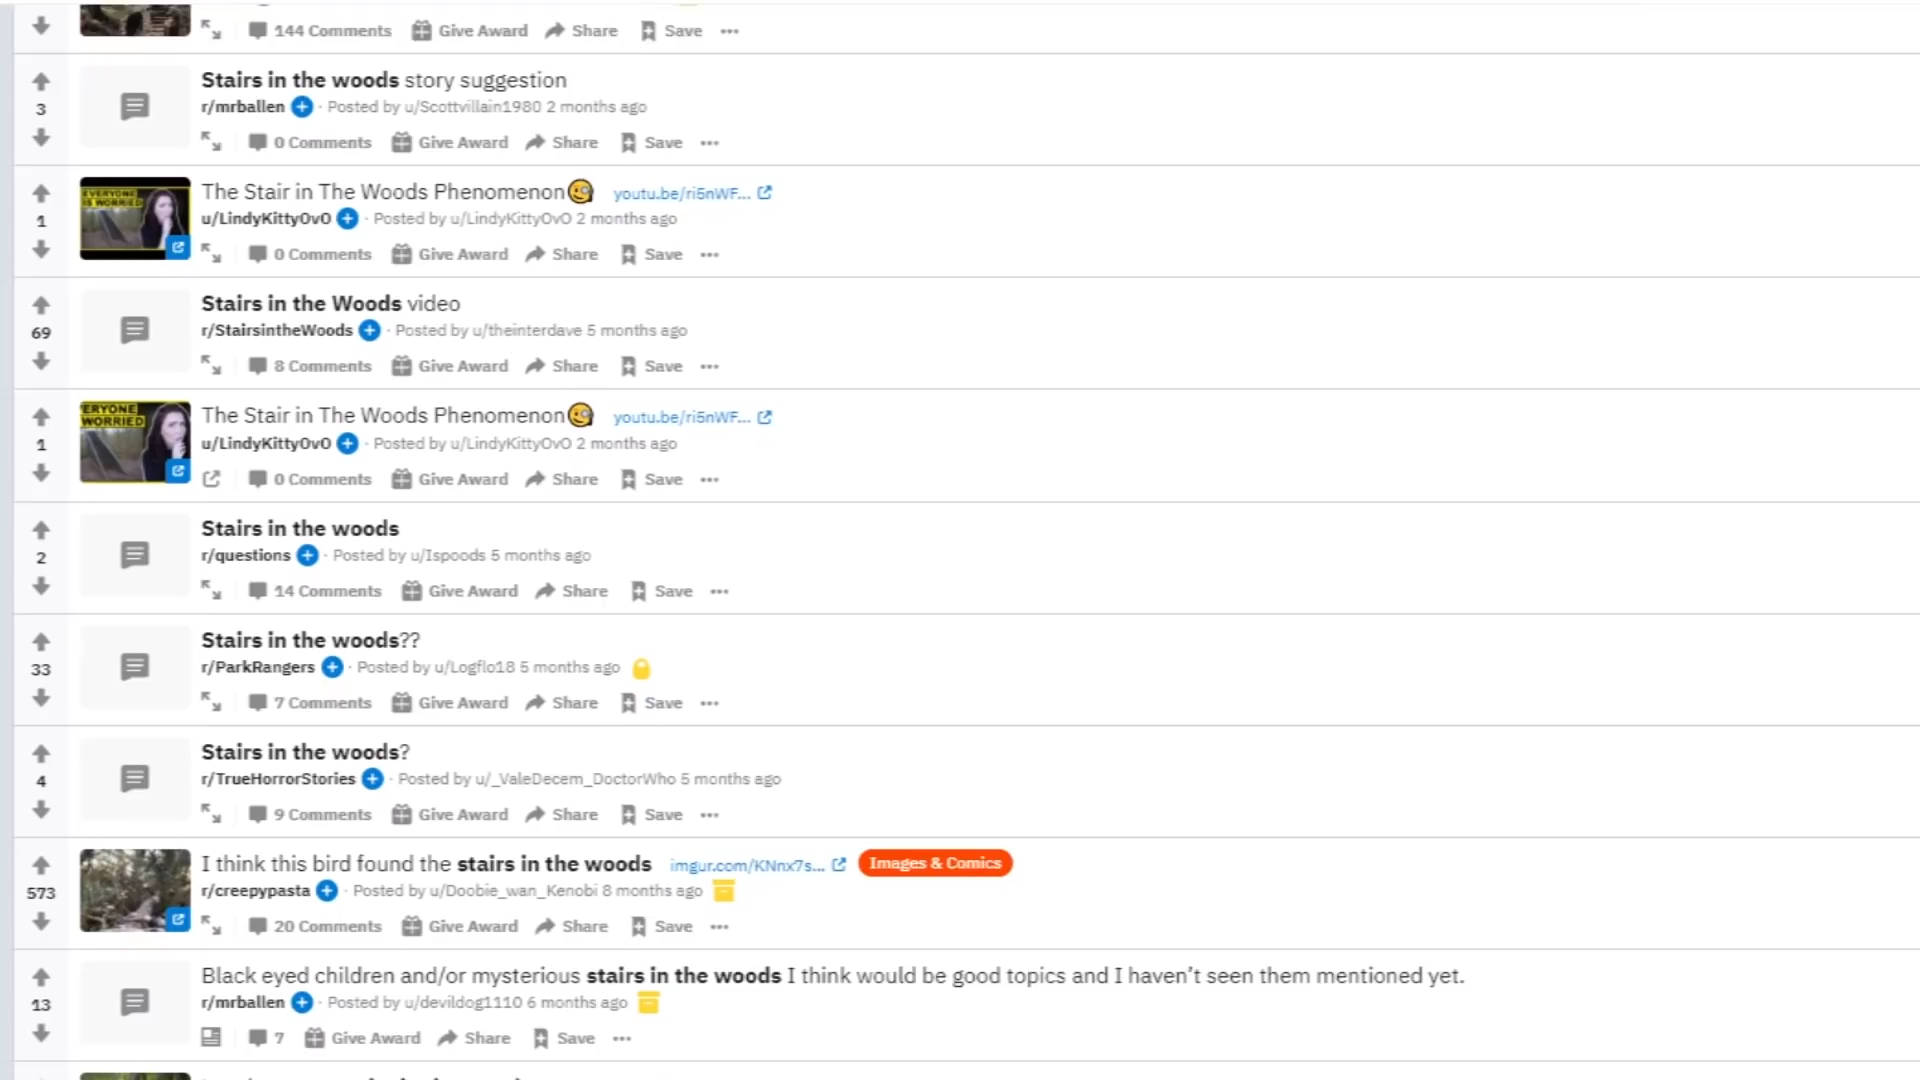 144 Comments Give Award Share Save
Stairs in the woods story suggestion
r/mrballen · Posted by u/Scottvillain1980 2 months ago
3
0 Comments Give Award Share Save
EVERYONE
IS WORRIED
The Stair in The Woods Phenomenon🧐 youtu.be/ri5nWF...
u/LindyKittyOvO · Posted by u/LindyKittyOvO 2 months ago
1
0 Comments Give Award Share Save
Stairs in the Woods video
r/StairsintheWoods · Posted by u/theinterdave 5 months ago
69
8 Comments Give Award Share Save
ERYONE
WORRIED
The Stair in The Woods Phenomenon🧐 youtu.be/ri5nWF...
u/LindyKittyOvO · Posted by u/LindyKittyOvO 2 months ago
1
0 Comments Give Award Share Save
Stairs in the woods
r/questions · Posted by u/Ispoods 5 months ago
2
14 Comments Give Award Share Save
Stairs in the woods??
r/ParkRangers · Posted by u/Logflo18 5 months ago
33
7 Comments Give Award Share Save
Stairs in the woods?
r/TrueHorrorStories · Posted by u/_ValeDecem_DoctorWho 5 months ago
4
9 Comments Give Award Share Save
I think this bird found the stairs in the woods imgur.com/KNnx7s... Images & Comics
r/creepypasta · Posted by u/Doobie_wan_Kenobi 8 months ago
573
20 Comments Give Award Share Save
Black eyed children and/or mysterious stairs in the woods I think would be good topics and I haven't seen them mentioned yet.
r/mrballen · Posted by u/devildog1110 6 months ago
13
7 Give Award Share Save